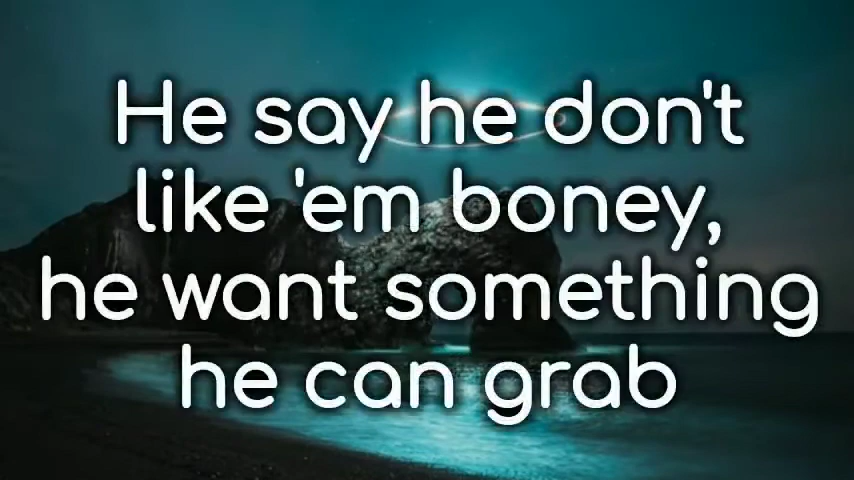 He say he don't
like 'em boney,
he want something
he can grab